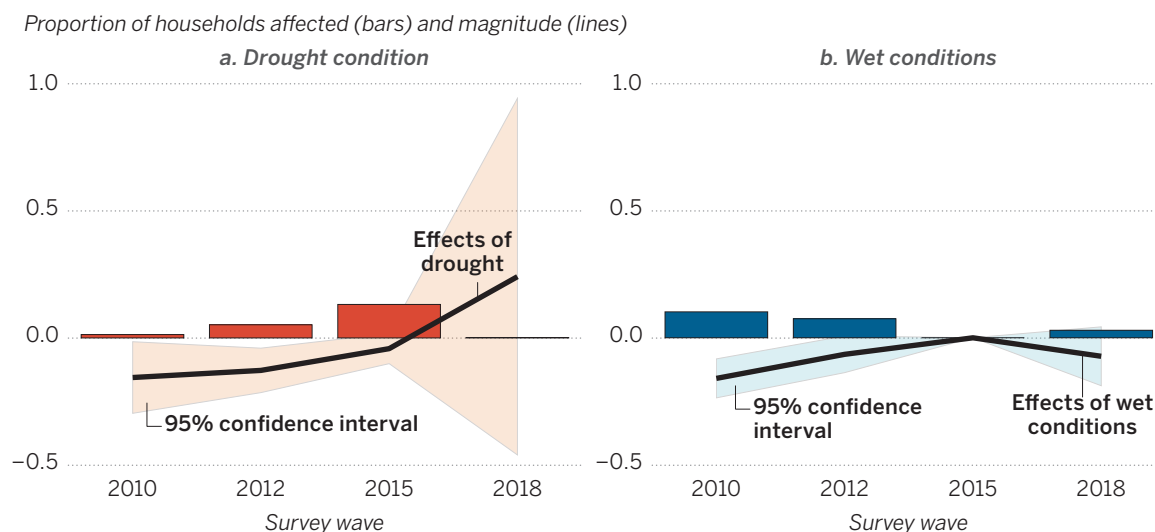 Proportion of households affected (bars) and magnitude (lines)
a. Drought condition
1.0
0.5
Effects of
drought
0.0
95% confidence interval
–0.5
2010 2012 2015 2018
Survey wave
b. Wet conditions
1.0
0.5
0.0
95% confidence
interval
Effects of wet
conditions
–0.5
2010 2012 2015 2018
Survey wave